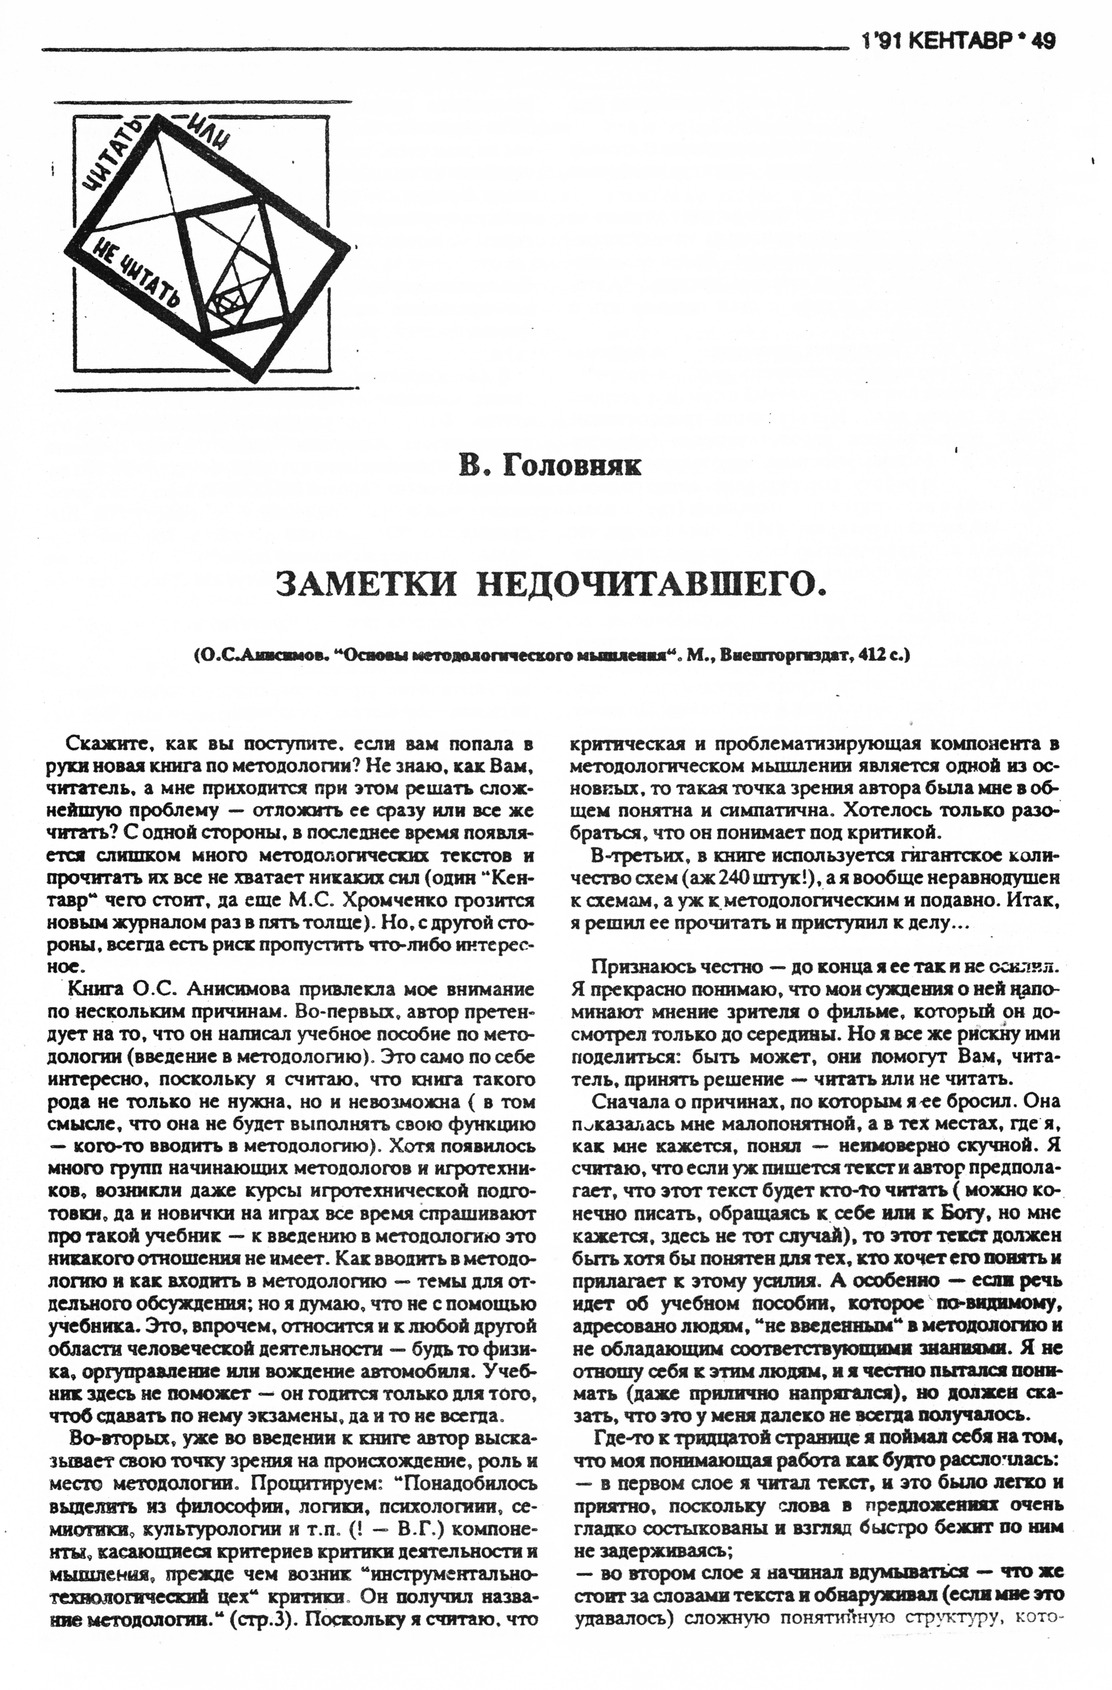 1'91 КЕНТАВР * 49
ЧИТАТЬ
ИЛИ
НЕ ЧИТАТЬ
В. Головняк
ЗАМЕТКИ НЕДОЧИТАВШЕГО.
(О.С.Анисимов. "Основы методологического мышления". М., Внешторгиздат, 412 с.)
Скажите, как вы поступите, если вам попала в
руки новая книга по методологии? Не знаю, как Вам,
читатель, а мне приходится при этом решать слож-
нейшую проблему — отложить ее сразу или все же
читать? С одной стороны, в последнее время появля-
ется слишком много методологических текстов и
прочитать их все не хватает никаких сил (один "Кен-
тавр" чего стоит, да еще М.С. Хромченко грозится
новым журналом раз в пять толще). Но, с другой сто-
роны, всегда есть риск пропустить что-либо интерес-
ное.
Книга О.С. Анисимова привлекла мое внимание
по нескольким причинам. Во-первых, автор претен-
дует на то, что он написал учебное пособие по мето-
дологии (введение в методологию). Это само по себе
интересно, поскольку я считаю, что книга такого
рода не только не нужна, но и невозможна ( в том
смысле, что она не будет выполнять свою функцию
— кого-то вводить в методологию). Хотя появилось
много групп начинающих методологов и игротехни-
ков, возникли даже курсы игротехнической подго-
товки, да и новички на играх все время спрашивают
про такой учебник — к введению в методологию это
никакого отношения не имеет. Как вводить в методо-
логию и как входить в методологию — темы для от-
дельного обсуждения; но я думаю, что не с помощью
учебника. Это, впрочем, относится и к любой другой
области человеческой деятельности — будь то физи-
ка, оргуправление или вождение автомобиля. Учеб-
ник здесь не поможет — он годится только для того,
чтоб сдавать по нему экзамены, да и то не всегда.
Во-вторых, уже во введении к книге автор выска-
зывает свою точку зрения на происхождение, роль и
место методологии. Процитируем: "Понадобилось
выделить из философии, логики, психологиии, се-
миотики, культурологии и т.п. (! — В.Г.) компоне-
нты, касающиеся критериев критики деятельности и
мышления, прежде чем возник "инструментально-
технологический цех" критики. Он получил назва-
ние методологии." (стр.3). Поскольку я считаю, что
критическая и проблематизирующая компонента в
методологическом мышлении является одной из ос-
новных, то такая точка зрения автора была мне в об-
щем понятна и симпатична. Хотелось только разо-
браться, что он понимает под критикой.
В-третьих, в книге используется гигантское коли-
чество схем (аж 240 штук!), а я вообще неравнодушен
к схемам, а уж к методологическим и подавно. Итак,
я решил ее прочитать и приступил к делу...
Признаюсь честно — до конца я ее так и не осилил.
Я прекрасно понимаю, что мои суждения о ней напо-
минают мнение зрителя о фильме, который он до-
смотрел только до середины. Но я все же рискну ими
поделиться: быть может, они помогут Вам, чита-
тель, принять решение — читать или не читать.
Сначала о причинах, по которым я ее бросил. Она
показалась мне малопонятной, а в тех местах, где я,
как мне кажется, понял — неимоверно скучной. Я
считаю, что если уж пишется текст и автор предпола-
гает, что этот текст будет кто-то читать ( можно ко-
нечно писать, обращаясь к себе или к Богу, но мне
кажется, здесь не тот случай), то этот текст должен
быть хотя бы понятен для тех, кто хочет его понять и
прилагает к этому усилия. А особенно — если речь
идет об учебном пособии, которое по-видимому,
адресовано людям, "не введенным" в методологию и
не обладающим соответствующими знаниями. Я не
отношу себя к этим людям, и я честно пытался пони-
мать (даже прилично напрягался), но должен ска-
зать, что это у меня далеко не всегда получалось.
Где-то к тридцатой странице я поймал себя на том,
что моя понимающая работа как будто расслоилась:
— в первом слое я читал текст, и это было легко и
приятно, поскольку слова в предложениях очень
гладко состыкованы и взгляд быстро бежит по ним
не задерживаясь;
— во втором слое я начинал вдумываться — что же
стоит за словами текста и обнаруживал (если мне это
удавалось) сложную понятийную структуру, кото-